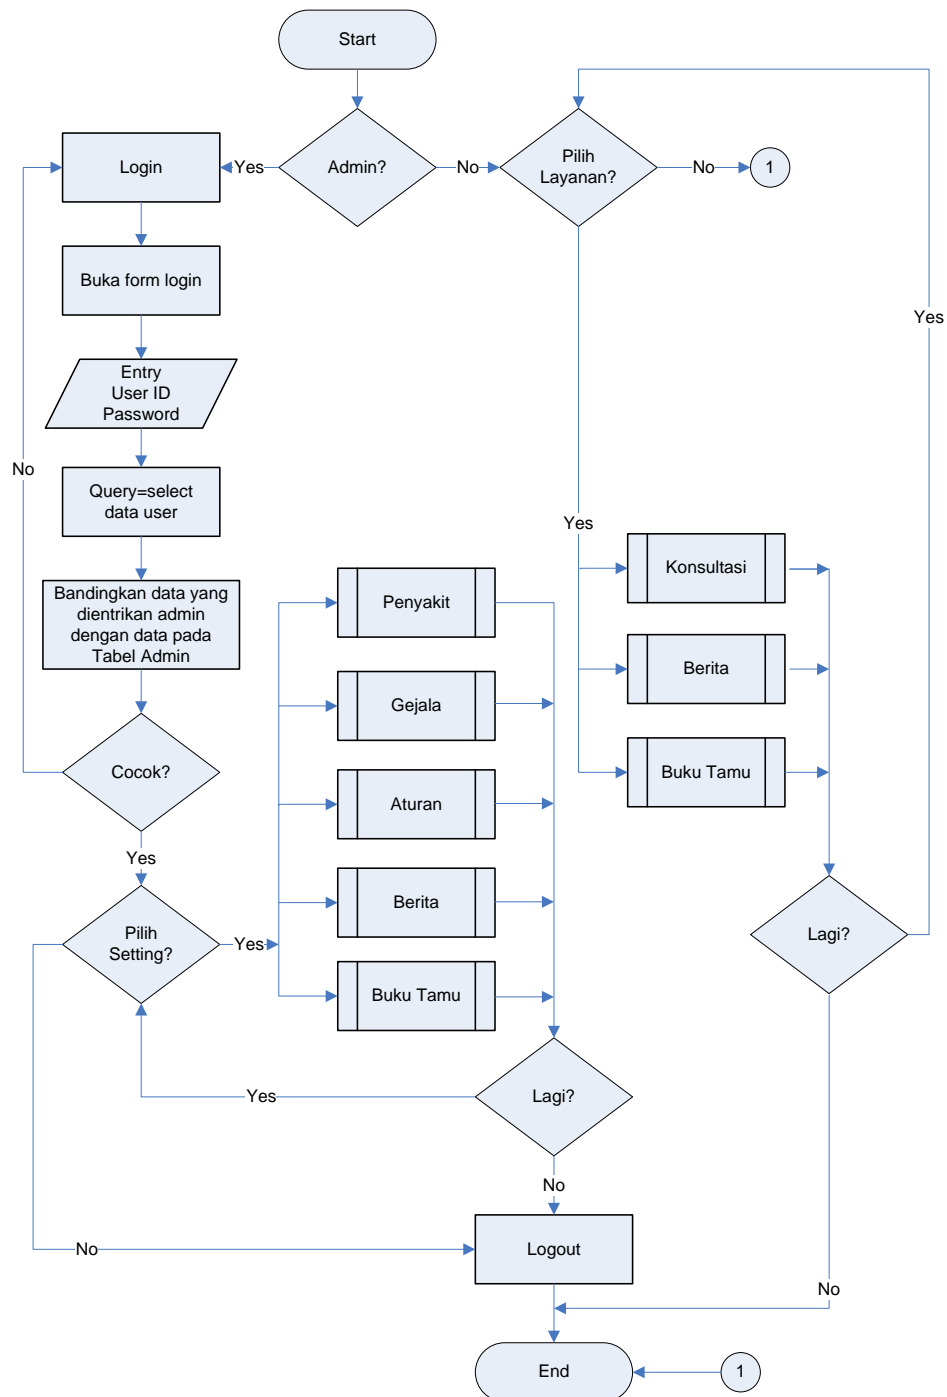 Start
Admin?
Yes
No
Login
Pilih
Layanan?
No
1
Buka form login
Yes
Entry
User ID
Password
No
Query=select
data user
Yes
Konsultasi
Bandingkan data yang
dientrikan admin
dengan data pada
Tabel Admin
Penyakit
Berita
Gejala
Buku Tamu
Cocok?
Aturan
Yes
Berita
Pilih
Setting?
Yes
Lagi?
Buku Tamu
Yes
Lagi?
No
No
Logout
No
End
1